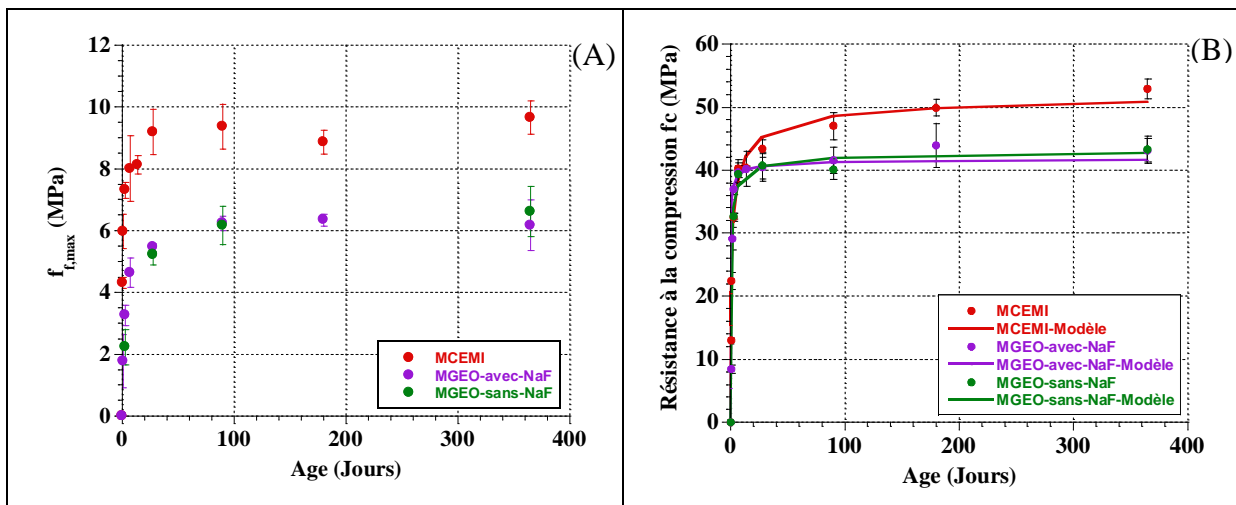 (A)
12
10
8
6
4
2
0
f_f,max (MPa)
0 100 200 300 400
Age (Jours)
MCEMI
MGEO-avec-NaF
MGEO-sans-NaF
(B)
60
50
40
30
20
10
0
Résistance à la compression fc (MPa)
0 100 200 300 400
Age (Jours)
MCEMI
MCEMI-Modèle
MGEO-avec-NaF
MGEO-avec-NaF-Modèle
MGEO-sans-NaF
MGEO-sans-NaF-Modèle